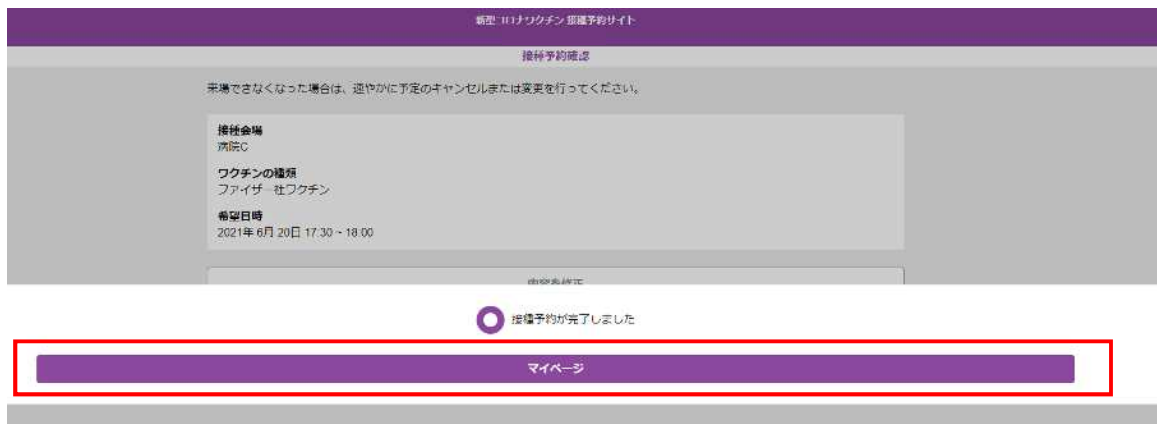 新型コロナワクチン 接種予約サイト
接種予約確認
来場できなくなった場合は、速やかに予定のキャンセルまたは変更を行ってください。
接種会場
病院C
ワクチンの種類
ファイザー社ワクチン
希望日時
2021年 6月 20日 17:30 ~ 18:00
内容を修正
接種予約が完了しました
マイページ